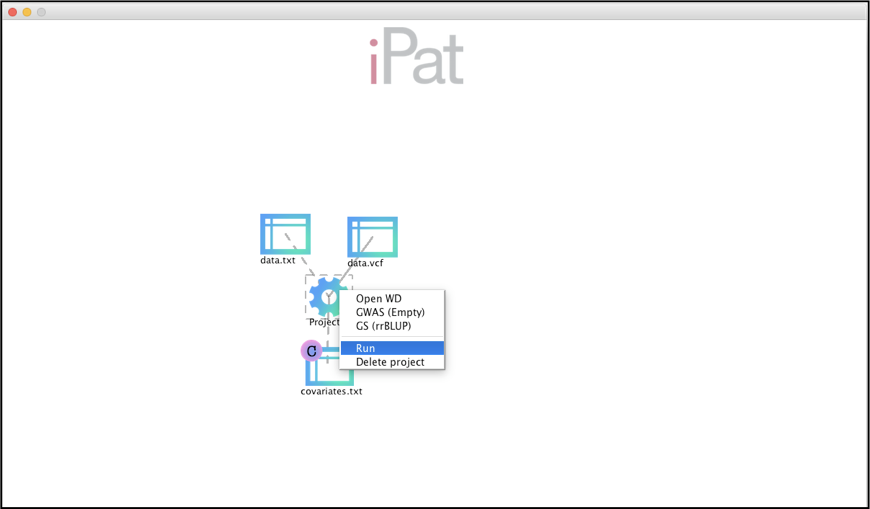 iPat
data.txt
data.vcf
Project
Open WD
GWAS (Empty)
GS (rrBLUP)
Run
Delete project
C
covariates.txt